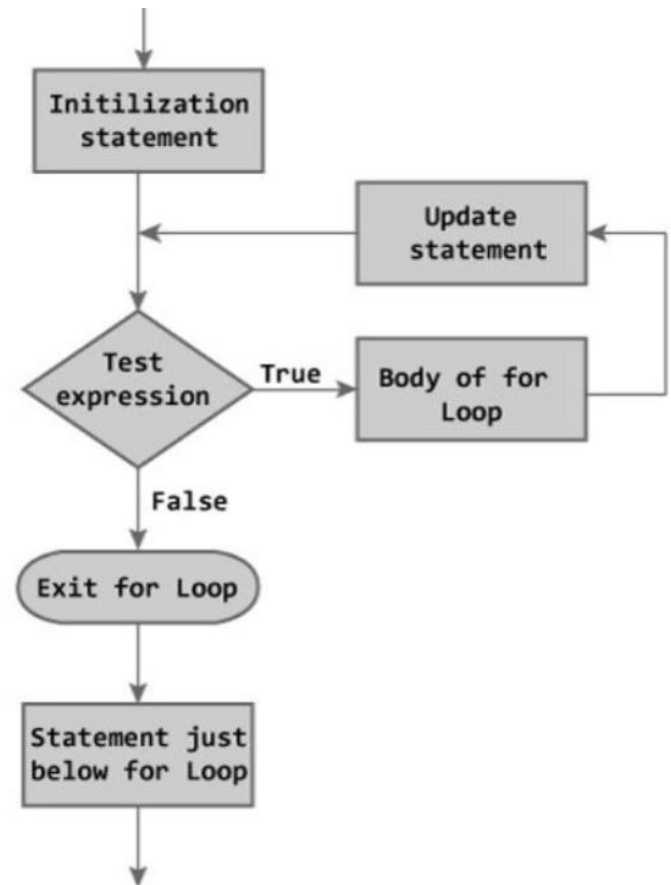 Initilization
statement
Update
statement
Test
expression
True
Body of for
Loop
False
Exit for Loop
Statement just
below for Loop